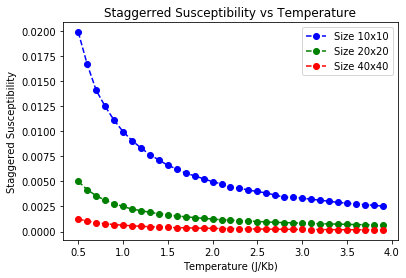 Staggerred Susceptibility vs Temperature
Size 10x10
Size 20x20
Size 40x40
Staggered Susceptibility
0.0200
0.0175
0.0150
0.0125
0.0100
0.0075
0.0050
0.0025
0.0000
0.5 1.0 1.5 2.0 2.5 3.0 3.5 4.0
Temperature (J/Kb)